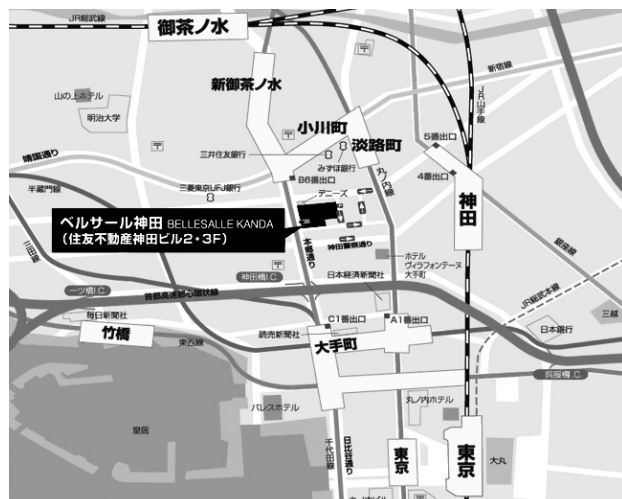 JR総武線
御茶ノ水
新御茶ノ水
新宿線
JR山手線
山の上ホテル
明治大学
小川町
淡路町
5番出口
4番出口
神田
靖国通り
三井住友銀行
みずほ銀行
丸ノ内線
半蔵門線
三菱東京UFJ銀行
B6番出口
デニーズ
ベルサール神田 BELLESALLE KANDA
(住友不動産神田ビル2・3F)
本郷通り
神田警察通り
銀座線
三田線
ホテル
ヴィラフォンテーヌ
大手町
神田橋I.C.
日本経済新聞社
一ツ橋I.C.
首都高速都心環状線
JR総武本線
三越
毎日新聞社
竹橋
東西線
C1番出口
A1番出口
読売新聞社
大手町
日本銀行
呉服橋I.C.
パレスホテル
丸ノ内ホテル
皇居
千代田線
日比谷通り
東京
東京
大丸